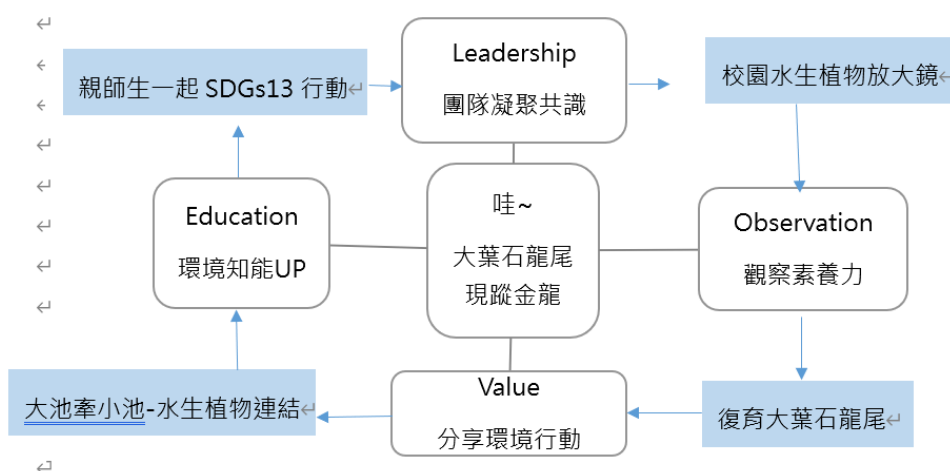 Leadership
團隊凝聚共識
親師生一起 SDGs13 行動
校園水生植物放大鏡
Education
環境知能UP
哇~
大葉石龍尾
現蹤金龍
Observation
觀察素養力
大池牽小池-水生植物連結
Value
分享環境行動
復育大葉石龍尾